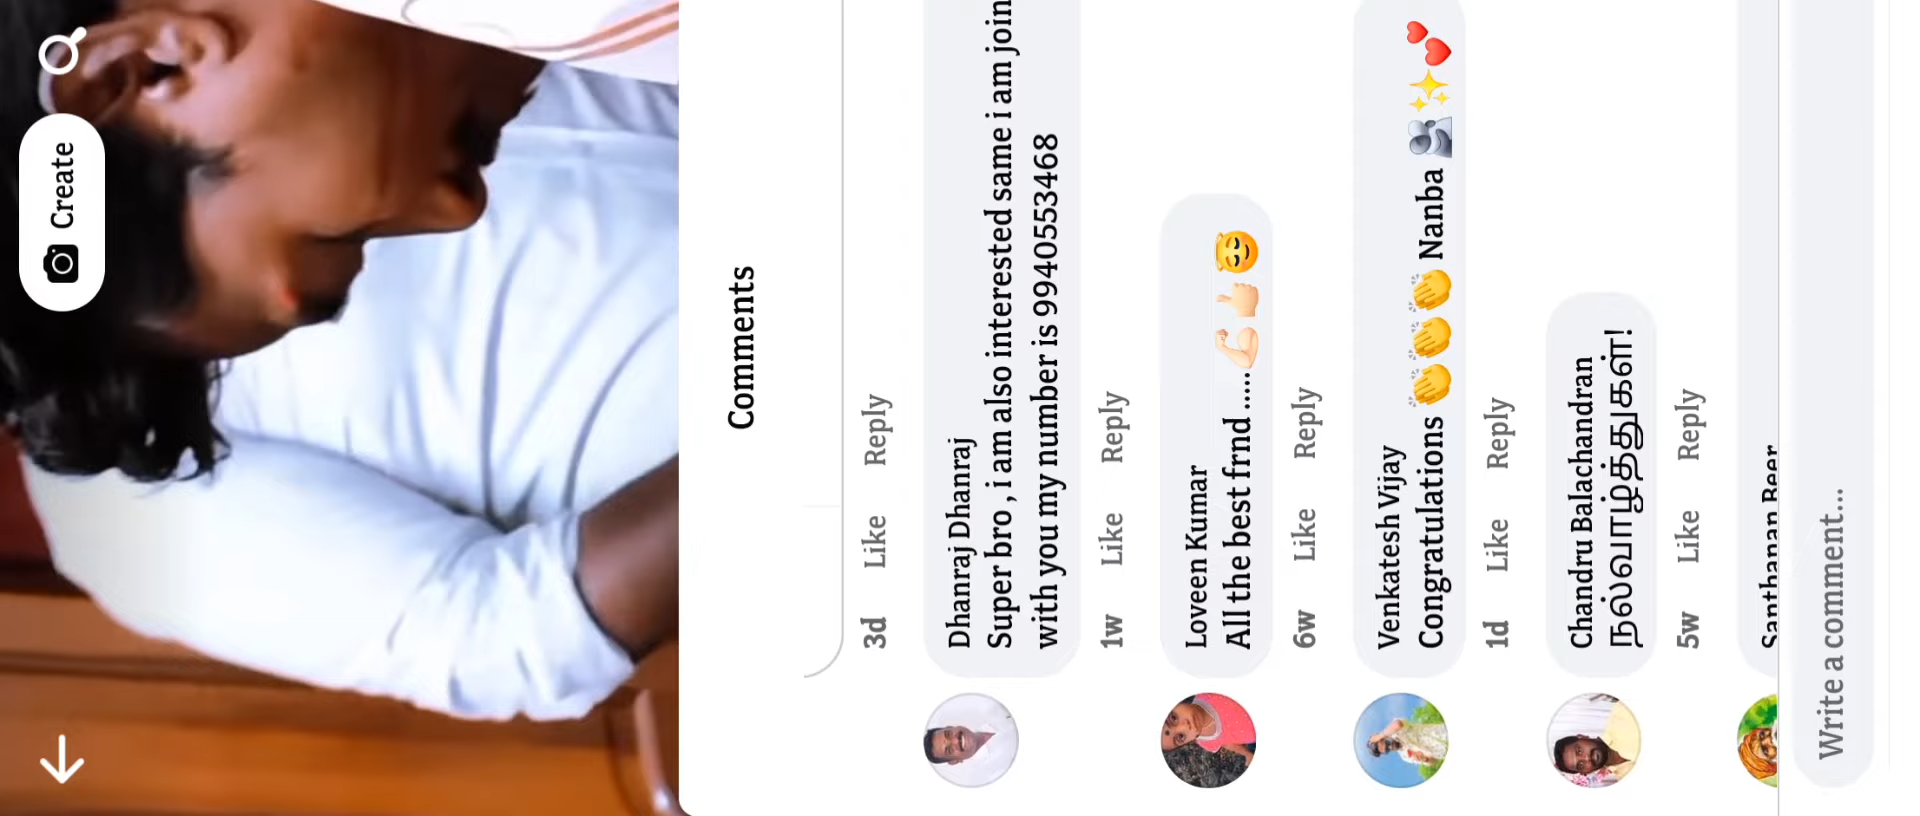 Create
Comments
3d Like Reply
Dhanraj Dhanraj
Super bro , i am also interested same i am join
with you my number is 9940553468
1w Like Reply
Loveen Kumar
All the best frnd ......💪🏻👍🏻😇
6w Like Reply
Venkatesh Vijay
Congratulations 👏👏👏 Nanba 🫂✨💕
1d Like Reply
Chandru Balachandran
நல்வாழ்த்துகள்!
5w Like Reply
Santhanan Beer
Write a comment...